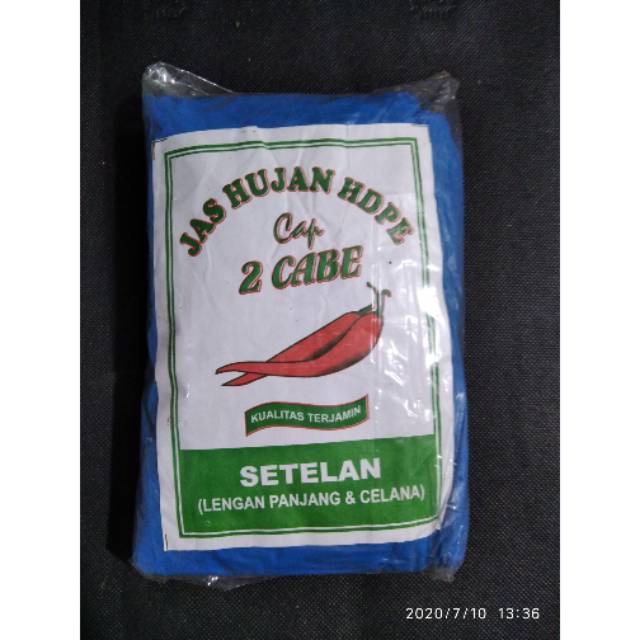 JAS HUJAN HDPE
Cap
2 CABE
KUALITAS TERJAMIN
SETELAN
(LENGAN PANJANG & CELANA)
2020/7/10 13:36